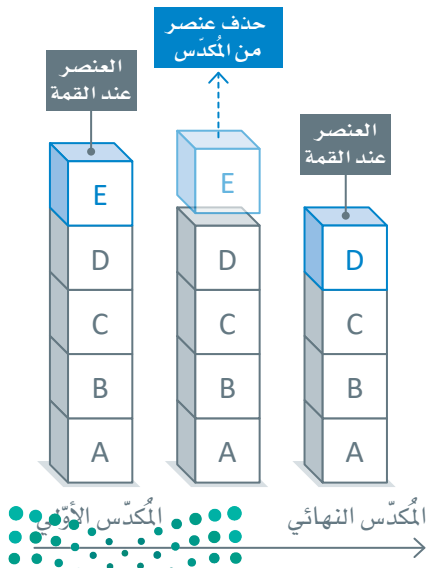 حذف عنصر
من المُكدّس
العنصر
عند القمة
العنصر
عند القمة
E
D
C
B
A
E
D
C
B
A
D
C
B
A
المُكدّس الأوّلي
المُكدّس النهائي